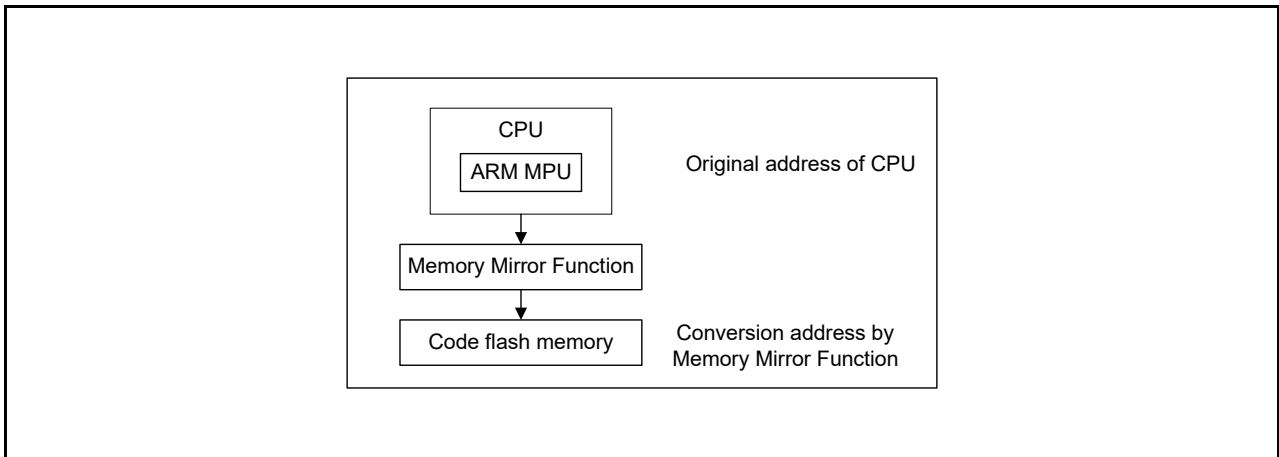 CPU
ARM MPU
Original address of CPU
Memory Mirror Function
Code flash memory
Conversion address by
Memory Mirror Function